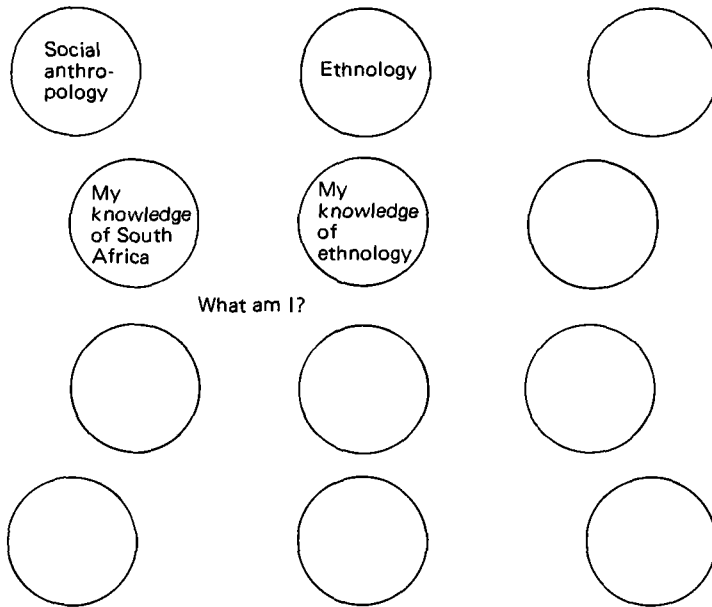 Social
anthro-
pology
Ethnology
My
knowledge
of South
Africa
My
knowledge
of
ethnology
What am I?